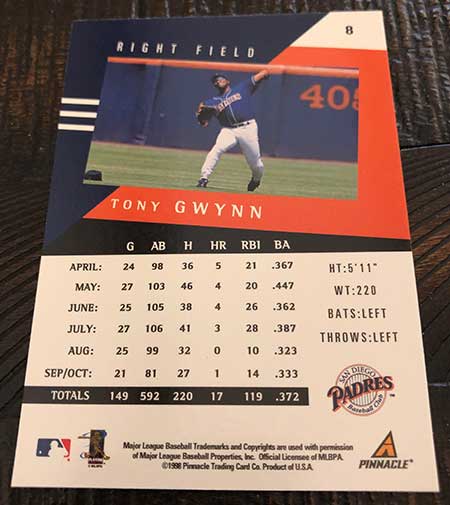 8
RIGHT FIELD
405
TONY GWYNN
G AB H HR RBI BA
APRIL: 24 98 36 5 21 .367
MAY: 27 103 46 4 20 .447
JUNE: 25 105 38 4 26 .362
JULY: 27 106 41 3 28 .387
AUG: 25 99 32 0 10 .323
SEP/OCT: 21 81 27 1 14 .333
TOTALS 149 592 220 17 119 .372
HT:5'11"
WT:220
BATS:LEFT
THROWS:LEFT
SAN DIEGO
PADRES
Baseball Club
TM
Major League Baseball Trademarks and Copyrights are used with permission
of Major League Baseball Properties, Inc. Official Licensee of MLBPA.
©1998 Pinnacle Trading Card Co. Product of U.S.A.
PINNACLE